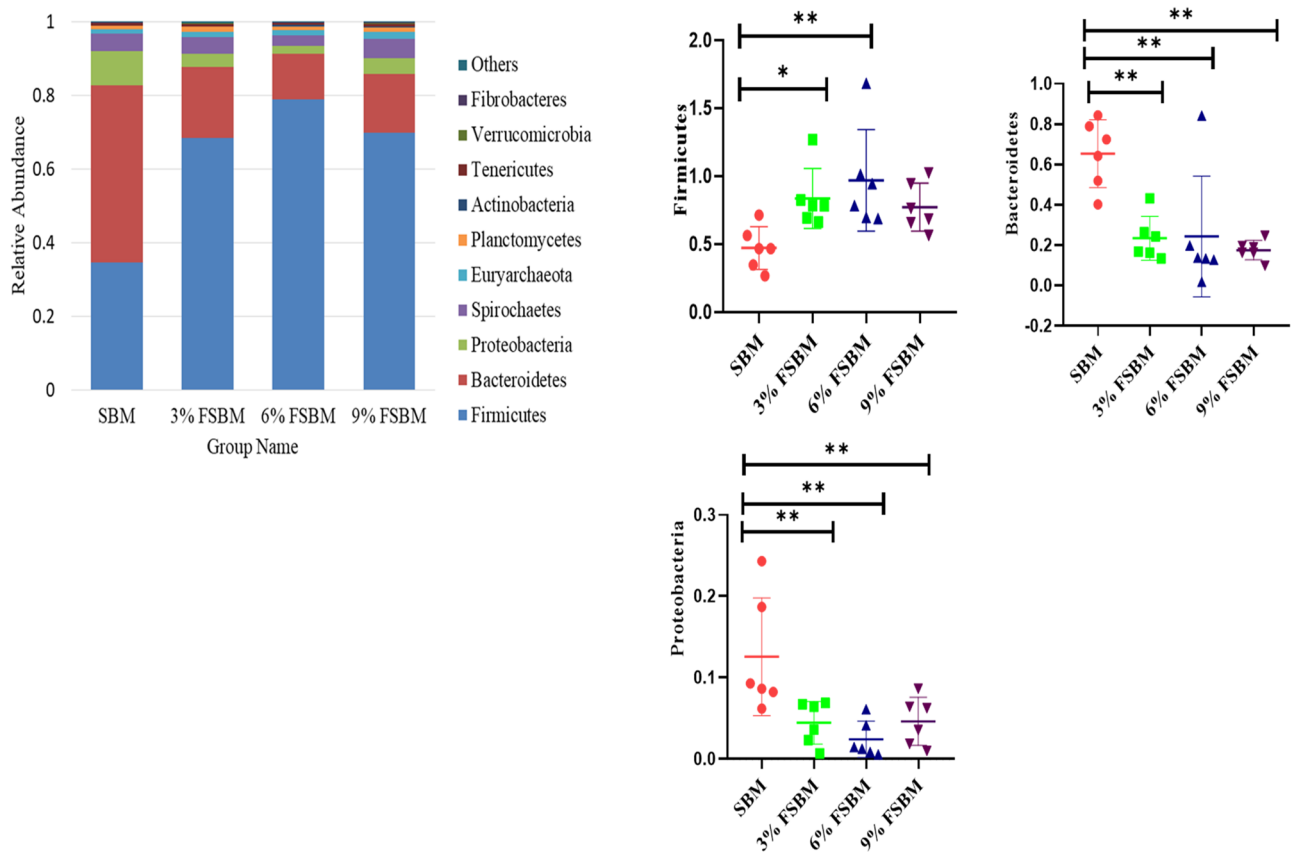 1
0.8
0.6
0.4
0.2
0
Relative Abundance
SBM 3% FSBM 6% FSBM 9% FSBM
Group Name
Others
Fibrobacteres
Verrucomicrobia
Tenericutes
Actinobacteria
Planctomycetes
Euryarchaeota
Spirochaetes
Proteobacteria
Bacteroidetes
Firmicutes
**
*
2.0
1.5
1.0
0.5
0.0
Firmicutes
SBM
3% FSBM
6% FSBM
9% FSBM
**
**
**
1.0
0.8
0.6
0.4
0.2
0.0
-0.2
Bacteroidetes
SBM
3% FSBM
6% FSBM
9% FSBM
**
**
**
0.3
0.2
0.1
0.0
Proteobacteria
SBM
3% FSBM
6% FSBM
9% FSBM